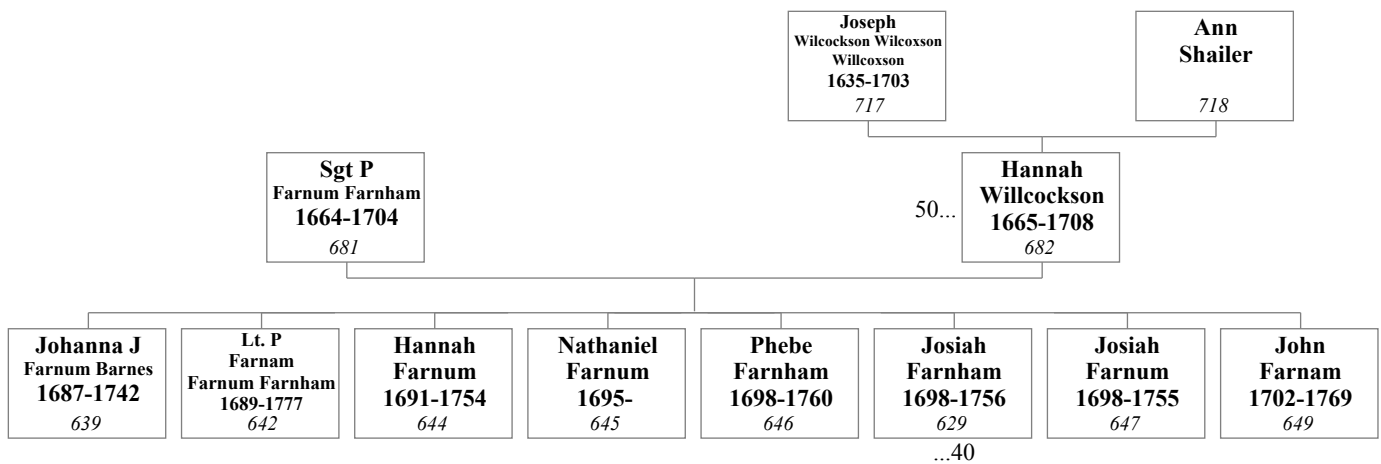 Joseph
Wilcockson Wilcoxson
Willcoxson
1635-1703
717
Ann
Shailer
718
Sgt P
Farnum Farnham
1664-1704
681
50...
Hannah
Willcockson
1665-1708
682
Johanna J
Farnum Barnes
1687-1742
639
Lt. P
Farnam
Farnum Farnham
1689-1777
642
Hannah
Farnum
1691-1754
644
Nathaniel
Farnum
1695-
645
Phebe
Farnham
1698-1760
646
Josiah
Farnham
1698-1756
629
...40
Josiah
Farnum
1698-1755
647
John
Farnam
1702-1769
649